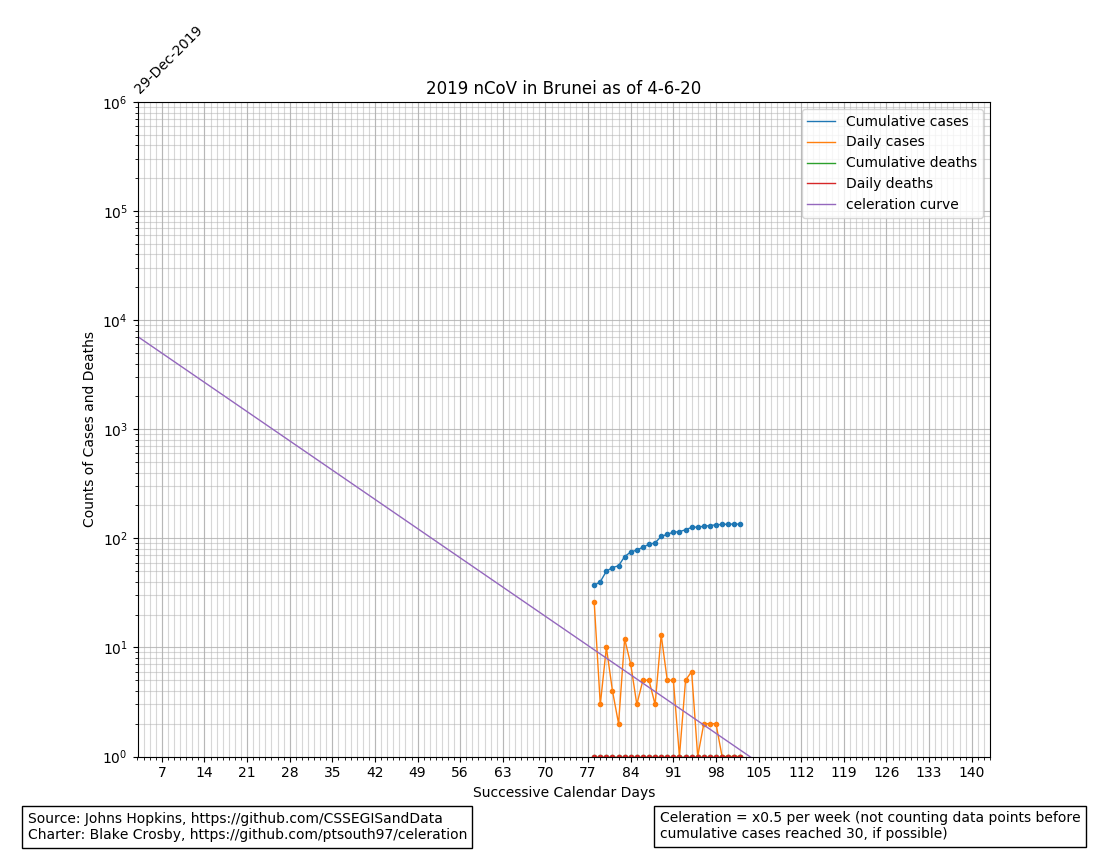 29-Dec-2019
2019 nCoV in Brunei as of 4-6-20
Cumulative cases
Daily cases
Cumulative deaths
Daily deaths
celeration curve
Counts of Cases and Deaths
10^6
10^5
10^4
10^3
10^2
10^1
10^0
7 14 21 28 35 42 49 56 63 70 77 84 91 98 105 112 119 126 133 140
Successive Calendar Days
Source: Johns Hopkins, https://github.com/CSSEGISandData
Charter: Blake Crosby, https://github.com/ptsouth97/celeration
Celeration = x0.5 per week (not counting data points before
cumulative cases reached 30, if possible)